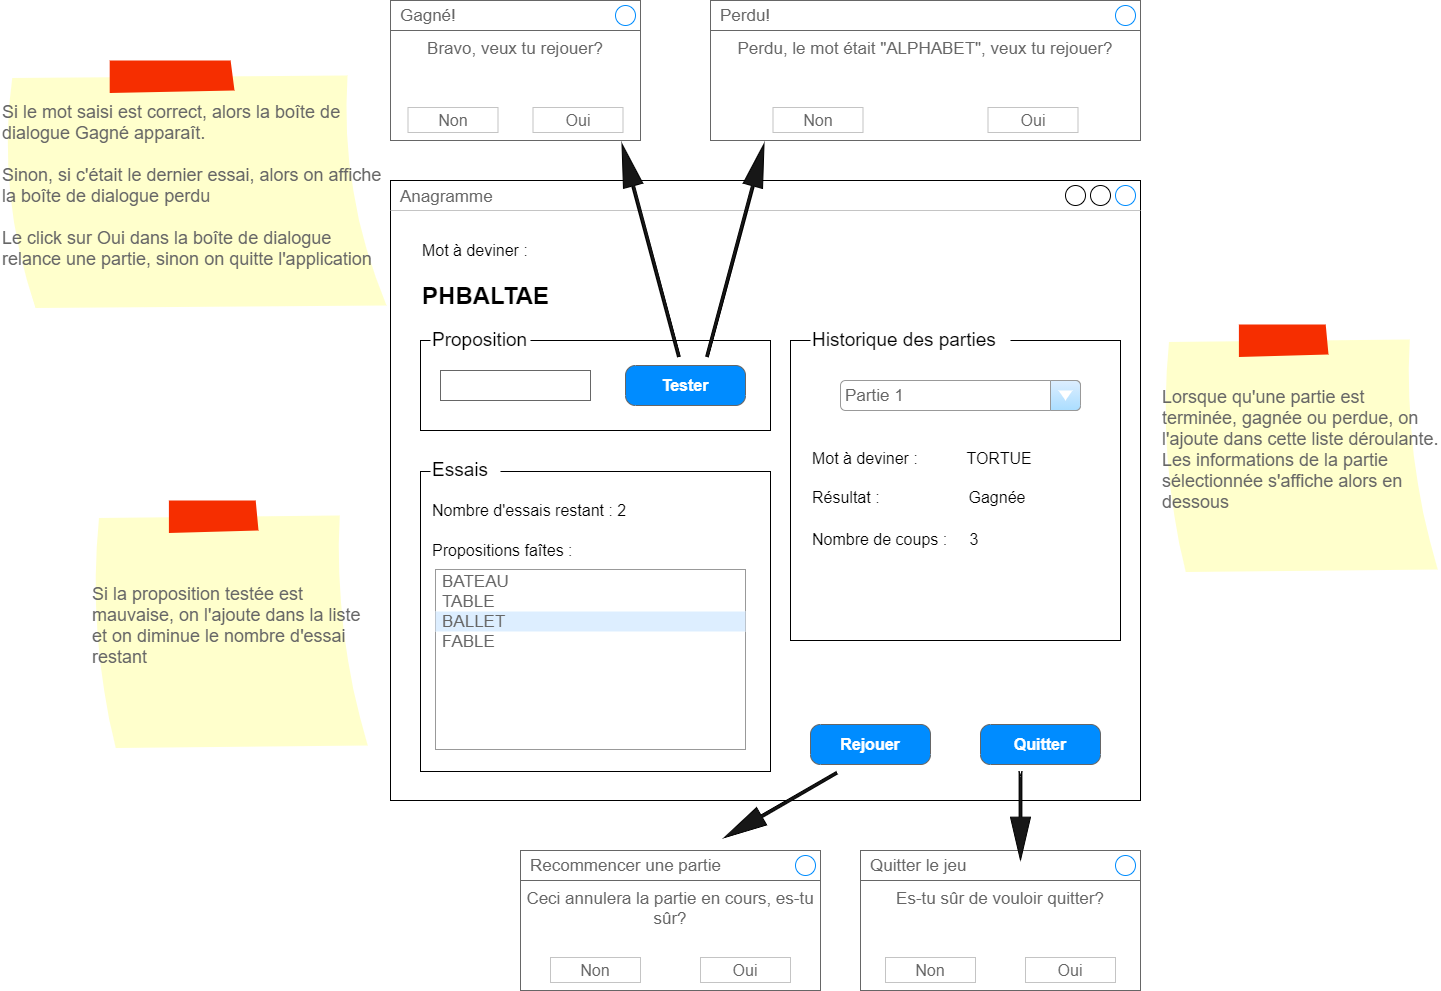 Gagné!
Bravo, veux tu rejouer?
Non
Oui
Perdu!
Perdu, le mot était "ALPHABET", veux tu rejouer?
Non
Oui
Si le mot saisi est correct, alors la boîte de
dialogue Gagné apparaît.
Sinon, si c'était le dernier essai, alors on affiche
la boîte de dialogue perdu
Le click sur Oui dans la boîte de dialogue
relance une partie, sinon on quitte l'application
Anagramme
Mot à deviner :
PHBALTAE
Proposition
Tester
Essais
Nombre d'essais restant : 2
Propositions faîtes :
BATEAU
TABLE
BALLET
FABLE
Historique des parties
Partie 1
Mot à deviner : TORTUE
Résultat : Gagnée
Nombre de coups : 3
Rejouer
Quitter
Lorsque qu'une partie est
terminée, gagnée ou perdue, on
l'ajoute dans cette liste déroulante.
Les informations de la partie
sélectionnée s'affiche alors en
dessous
Si la proposition testée est
mauvaise, on l'ajoute dans la liste
et on diminue le nombre d'essai
restant
Recommencer une partie
Ceci annulera la partie en cours, es-tu
sûr?
Non
Oui
Quitter le jeu
Es-tu sûr de vouloir quitter?
Non
Oui